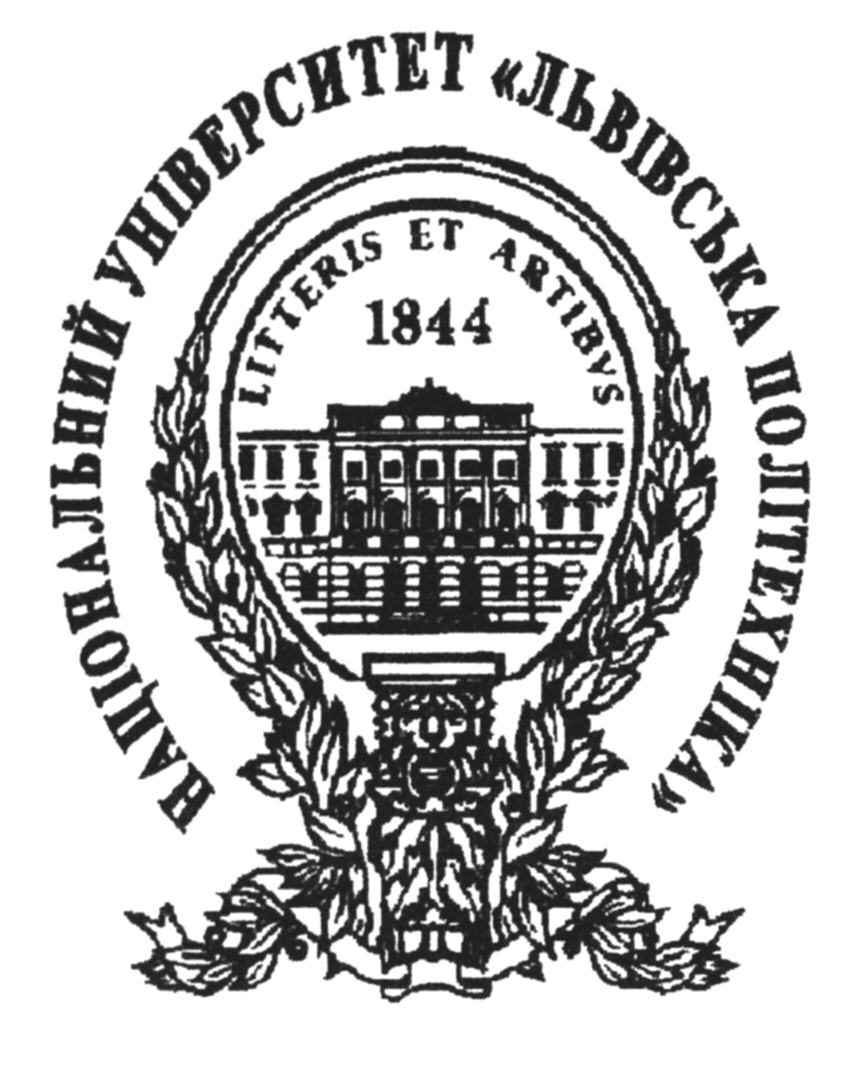 НАЦІОНАЛЬНИЙ УНІВЕРСИТЕТ «ЛЬВІВСЬКА ПОЛІТЕХНІКА»
LITTERIS ET ARTIBVS
1844